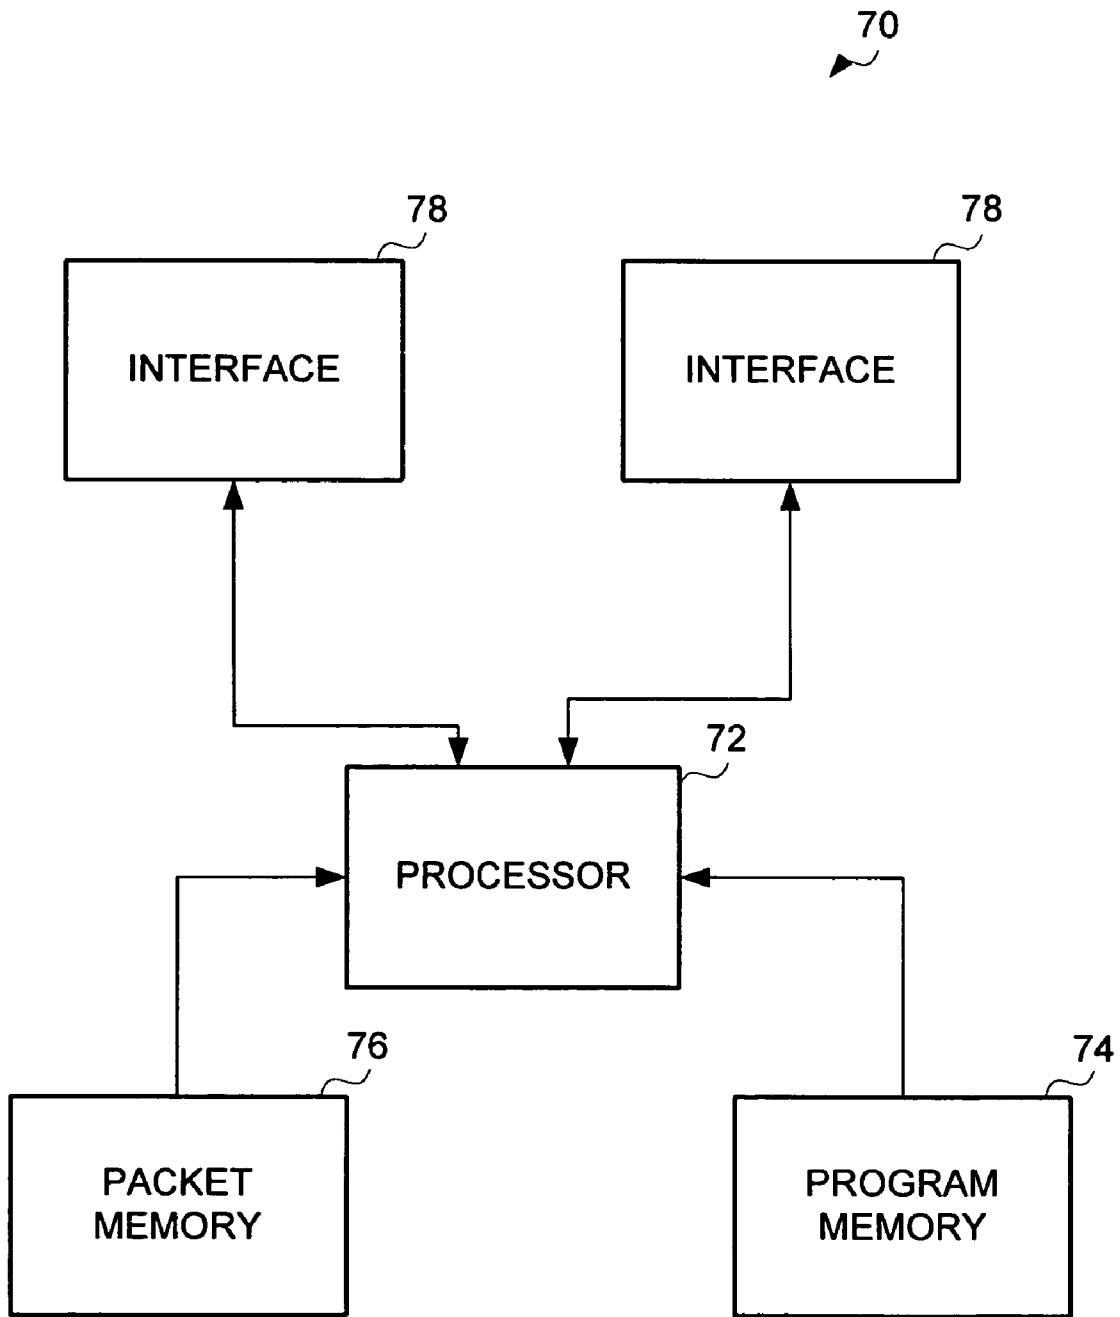 70
78
78
INTERFACE
INTERFACE
72
PROCESSOR
76
74
PACKET
MEMORY
PROGRAM
MEMORY